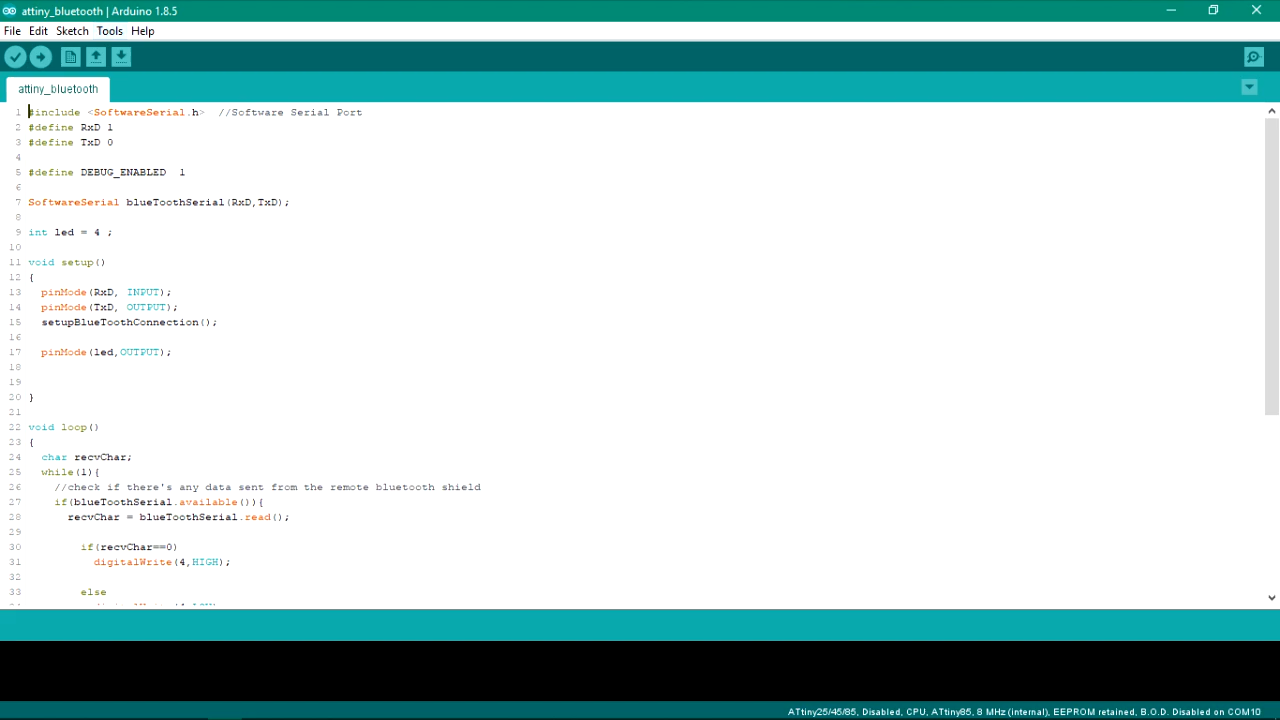 attiny_bluetooth | Arduino 1.8.5
File Edit Sketch Tools Help
attiny_bluetooth
1 #include <SoftwareSerial.h>  //Software Serial Port
2 #define RxD 1
3 #define TxD 0
4
5 #define DEBUG_ENABLED  1
6
7 SoftwareSerial blueToothSerial(RxD,TxD);
8
9 int led = 4 ;
10
11 void setup()
12 {
13   pinMode(RxD, INPUT);
14   pinMode(TxD, OUTPUT);
15   setupBlueToothConnection();
16
17   pinMode(led,OUTPUT);
18
19
20 }
21
22 void loop()
23 {
24   char recvChar;
25   while(1){
26     //check if there's any data sent from the remote bluetooth shield
27     if(blueToothSerial.available()){
28       recvChar = blueToothSerial.read();
29
30         if(recvChar==0)
31           digitalWrite(4,HIGH);
32
33         else
ATtiny25/45/85, Disabled, CPU, ATtiny85, 8 MHz (internal), EEPROM retained, B.O.D. Disabled on COM10